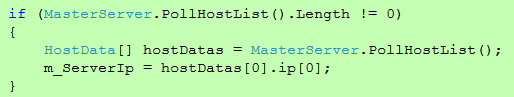 if (MasterServer.PollHostList().Length != 0)
{
    HostData[] hostDatas = MasterServer.PollHostList();
    m_ServerIp = hostDatas[0].ip[0];
}